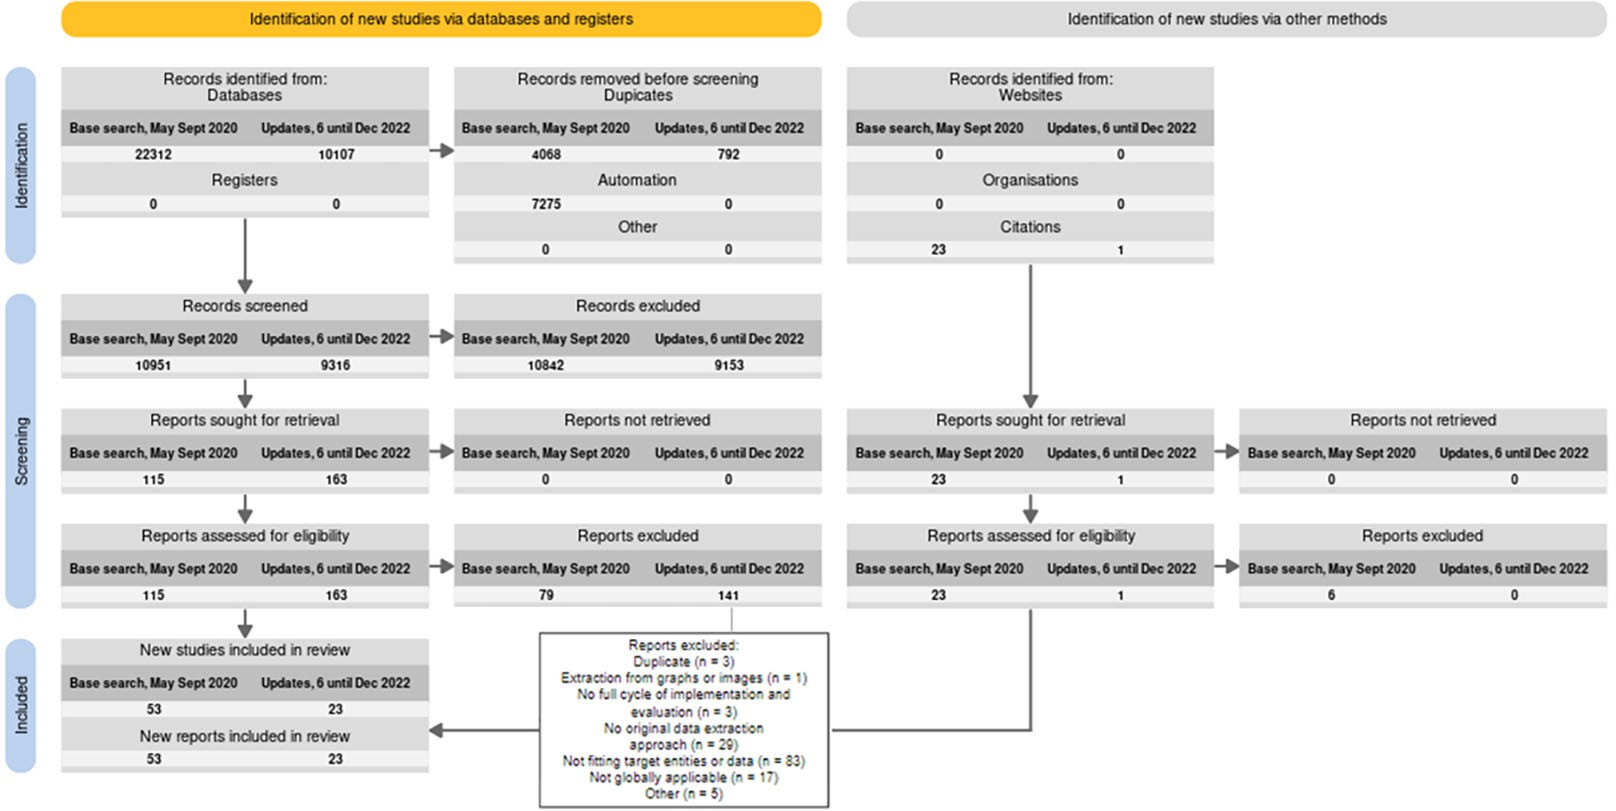 Identification of new studies via databases and registers
Identification of new studies via other methods
Identification
Records identified from:
Databases
Base search, May Sept 2020 Updates, 6 until Dec 2022
22312 10107
Registers
0 0
Records removed before screening
Dupicates
Base search, May Sept 2020 Updates, 6 until Dec 2022
4068 792
Automation
7275 0
Other
0 0
Records identified from:
Websites
Base search, May Sept 2020 Updates, 6 until Dec 2022
0 0
Organisations
0 0
Citations
23 1
Screening
Records screened
Base search, May Sept 2020 Updates, 6 until Dec 2022
10951 9316
Records excluded
Base search, May Sept 2020 Updates, 6 until Dec 2022
10842 9153
Reports sought for retrieval
Base search, May Sept 2020 Updates, 6 until Dec 2022
115 163
Reports not retrieved
Base search, May Sept 2020 Updates, 6 until Dec 2022
0 0
Reports sought for retrieval
Base search, May Sept 2020 Updates, 6 until Dec 2022
23 1
Reports not retrieved
Base search, May Sept 2020 Updates, 6 until Dec 2022
0 0
Reports assessed for eligibility
Base search, May Sept 2020 Updates, 6 until Dec 2022
115 163
Reports excluded
Base search, May Sept 2020 Updates, 6 until Dec 2022
79 141
Reports assessed for eligibility
Base search, May Sept 2020 Updates, 6 until Dec 2022
23 1
Reports excluded
Base search, May Sept 2020 Updates, 6 until Dec 2022
6 0
Included
New studies included in review
Base search, May Sept 2020 Updates, 6 until Dec 2022
53 23
New reports included in review
53 23
Reports excluded:
Duplicate (n = 3)
Extraction from graphs or images (n = 1)
No full cycle of implementation and
evaluation (n = 3)
No original data extraction
approach (n = 29)
Not fitting target entities or data (n = 83)
Not globally applicable (n = 17)
Other (n = 5)